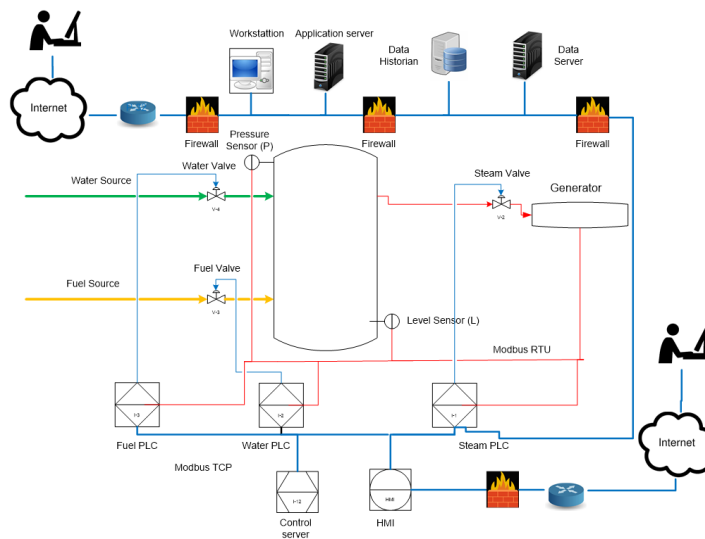 Workstattion
Application server
Data
Historian
Data
Server
Internet
Firewall
Pressure
Sensor (P)
Firewall
Firewall
Water Valve
Water Source
V-4
Steam Valve
V-2
Generator
Fuel Valve
Fuel Source
V-3
Level Sensor (L)
Modbus RTU
I-3
I-2
I-1
Fuel PLC
Water PLC
Steam PLC
Internet
Modbus TCP
I-12
HMI
Control
server
HMI
Firewall